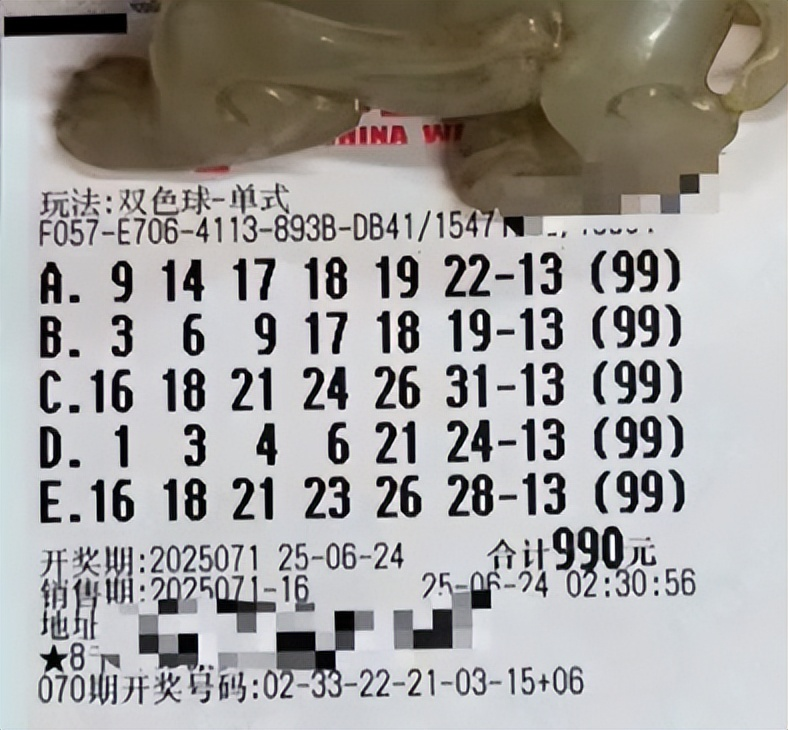 CHINA WE
玩法:双色球-单式
F057-E706-4113-893B-DB41/1547
A. 9 14 17 18 19 22-13 (99)
B. 3 6 9 17 18 19-13 (99)
C.16 18 21 24 26 31-13 (99)
D. 1 3 4 6 21 24-13 (99)
E.16 18 21 23 26 28-13 (99)
开奖期:2025071 25-06-24 合计990元
销售期:2025071-16 25-06-24 02:30:56
地址
★8
070期开奖号码:02-33-22-21-03-15+06